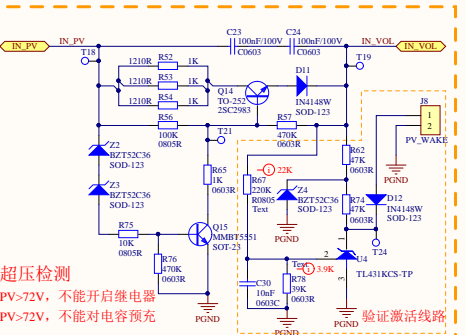 C23
C24
100nF/100V
100nF/100V
C0603
C0603
IN_PV
IN_PV
IN_VOL
IN_VOL
T18
T19
1210R
R52
1K
1210R
R53
1K
1210R
R54
1K
Q14
TO-252
2SC2983
D11
IN4148W
SOD-123
R56
100K
0805R
T21
R57
470K
0603R
J8
1
2
PV_WAKE
PGND
Z2
BZT52C36
SOD-123
Z3
BZT52C36
SOD-123
R65
1K
0603R
22K
R67
220K
R0805
Text
Z4
BZT52C36
SOD-123
PGND
R62
47K
0603R
R74
47K
0603R
D12
IN4148W
SOD-123
T24
R75
10K
0805R
R76
470K
0603R
Q15
MMBT5551
SOT-23
PGND
C30
10nF
0603C
Text
3.9K
R78
39K
0603R
PGND
1
2
3
U4
TL431KCS-TP
PGND
验证激活线路
超压检测
PV>72V，不能开启继电器
PV>72V，不能对电容预充